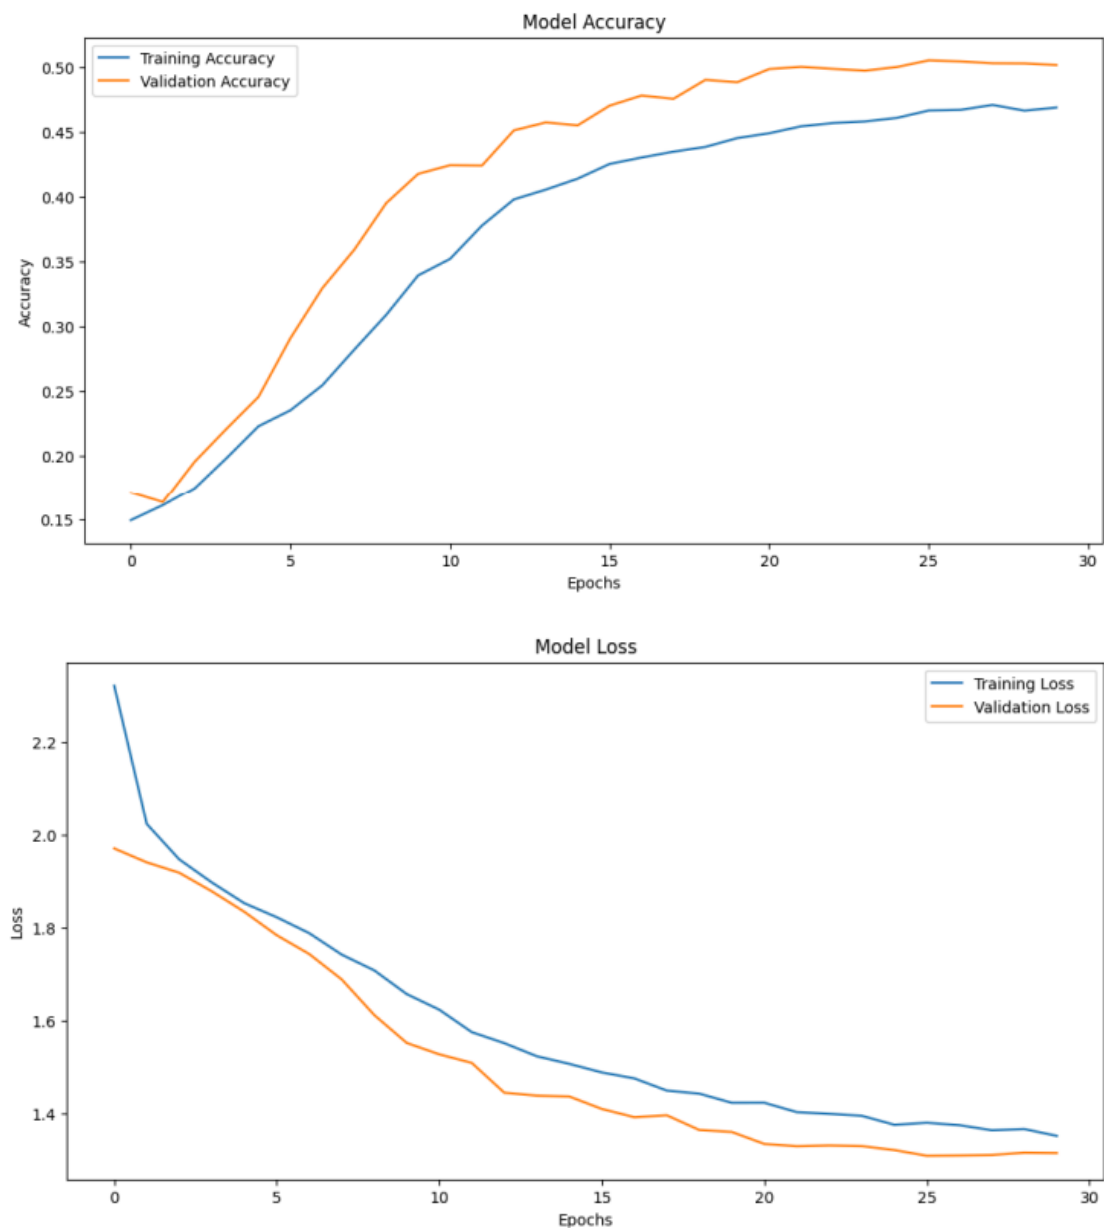 Model Accuracy
Training Accuracy
Validation Accuracy
0.50
0.45
0.40
0.35
0.30
0.25
0.20
0.15
Accuracy
0 5 10 15 20 25 30
Epochs
Model Loss
Training Loss
Validation Loss
2.2
2.0
1.8
1.6
1.4
Loss
0 5 10 15 20 25 30
Epochs